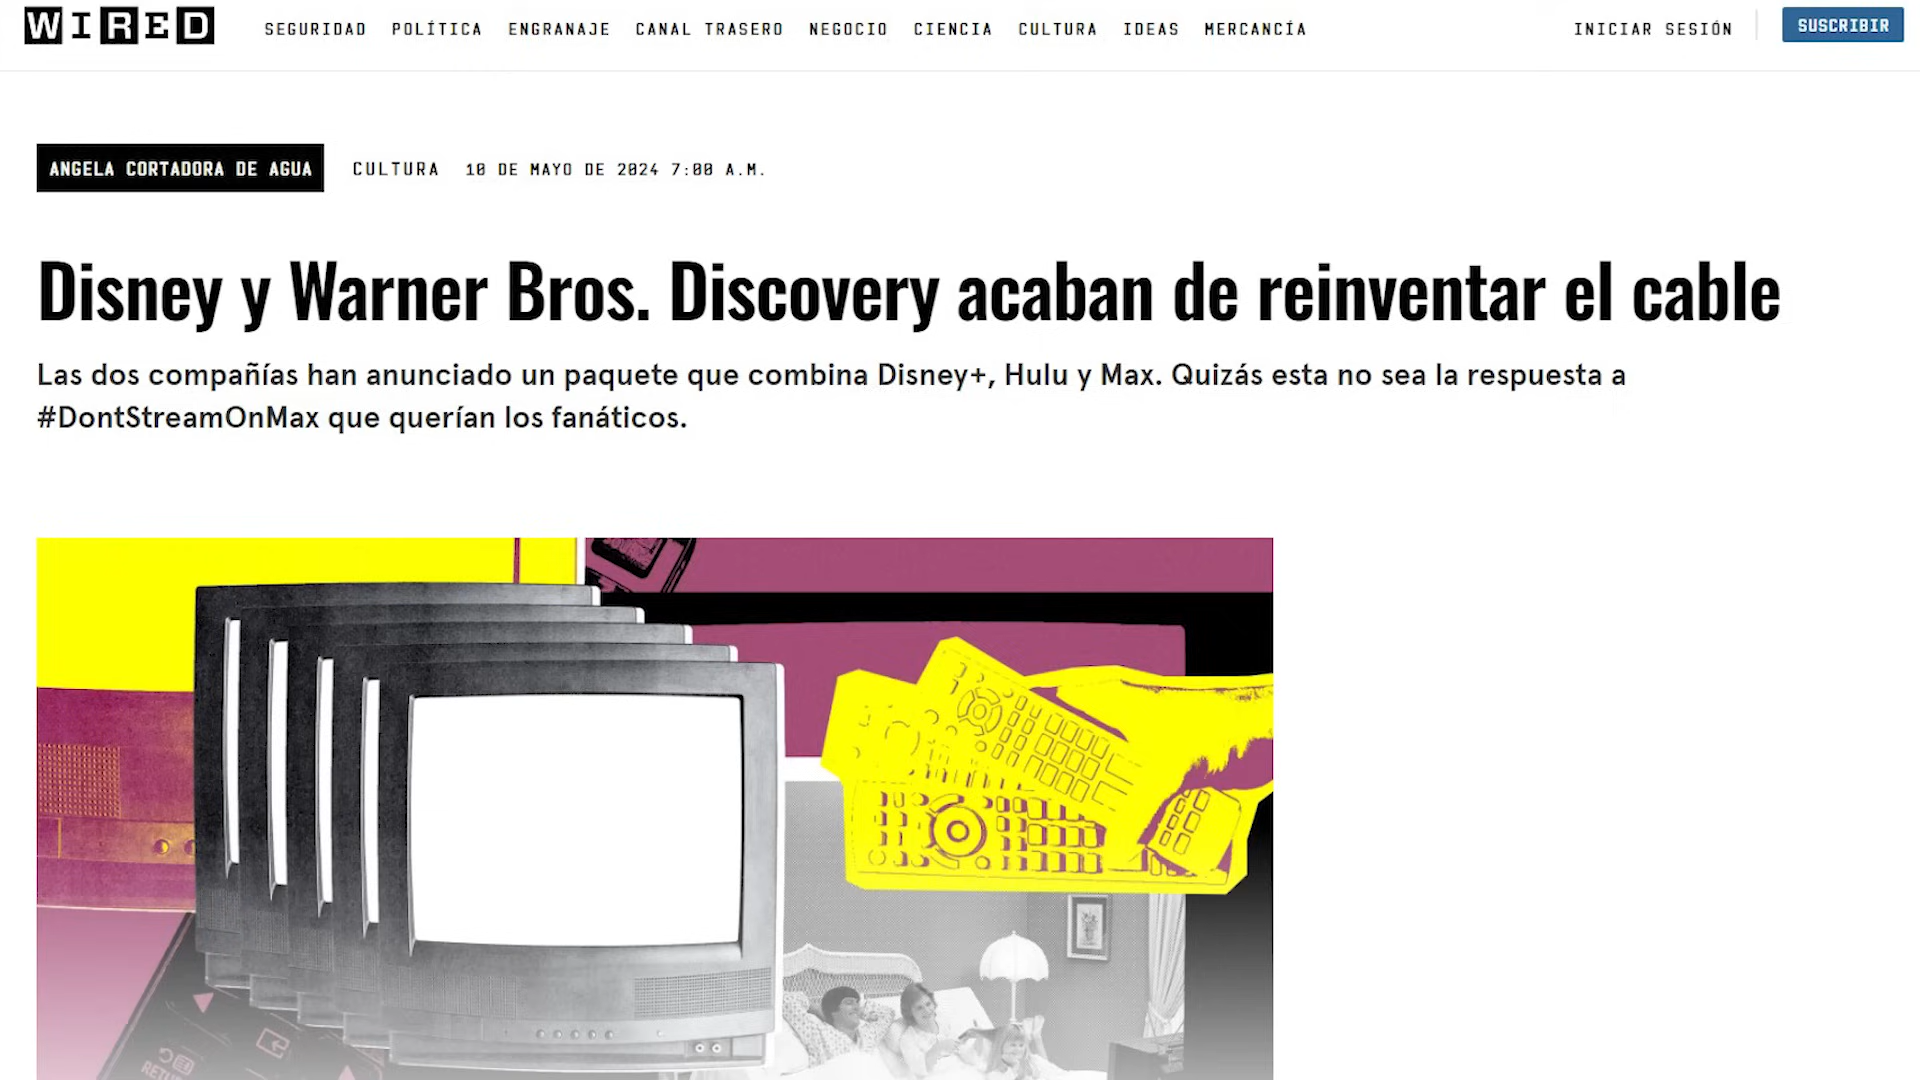 WIRED
SEGURIDAD POLÍTICA ENGRANAJE CANAL TRASERO NEGOCIO CIENCIA CULTURA IDEAS MERCANCÍA
INICIAR SESIÓN
SUSCRIBIR
ANGELA CORTADORA DE AGUA
CULTURA
10 DE MAYO DE 2024 7:00 A.M.
Disney y Warner Bros. Discovery acaban de reinventar el cable
Las dos compañías han anunciado un paquete que combina Disney+, Hulu y Max. Quizás esta no sea la respuesta a
#DontStreamOnMax que querían los fanáticos.